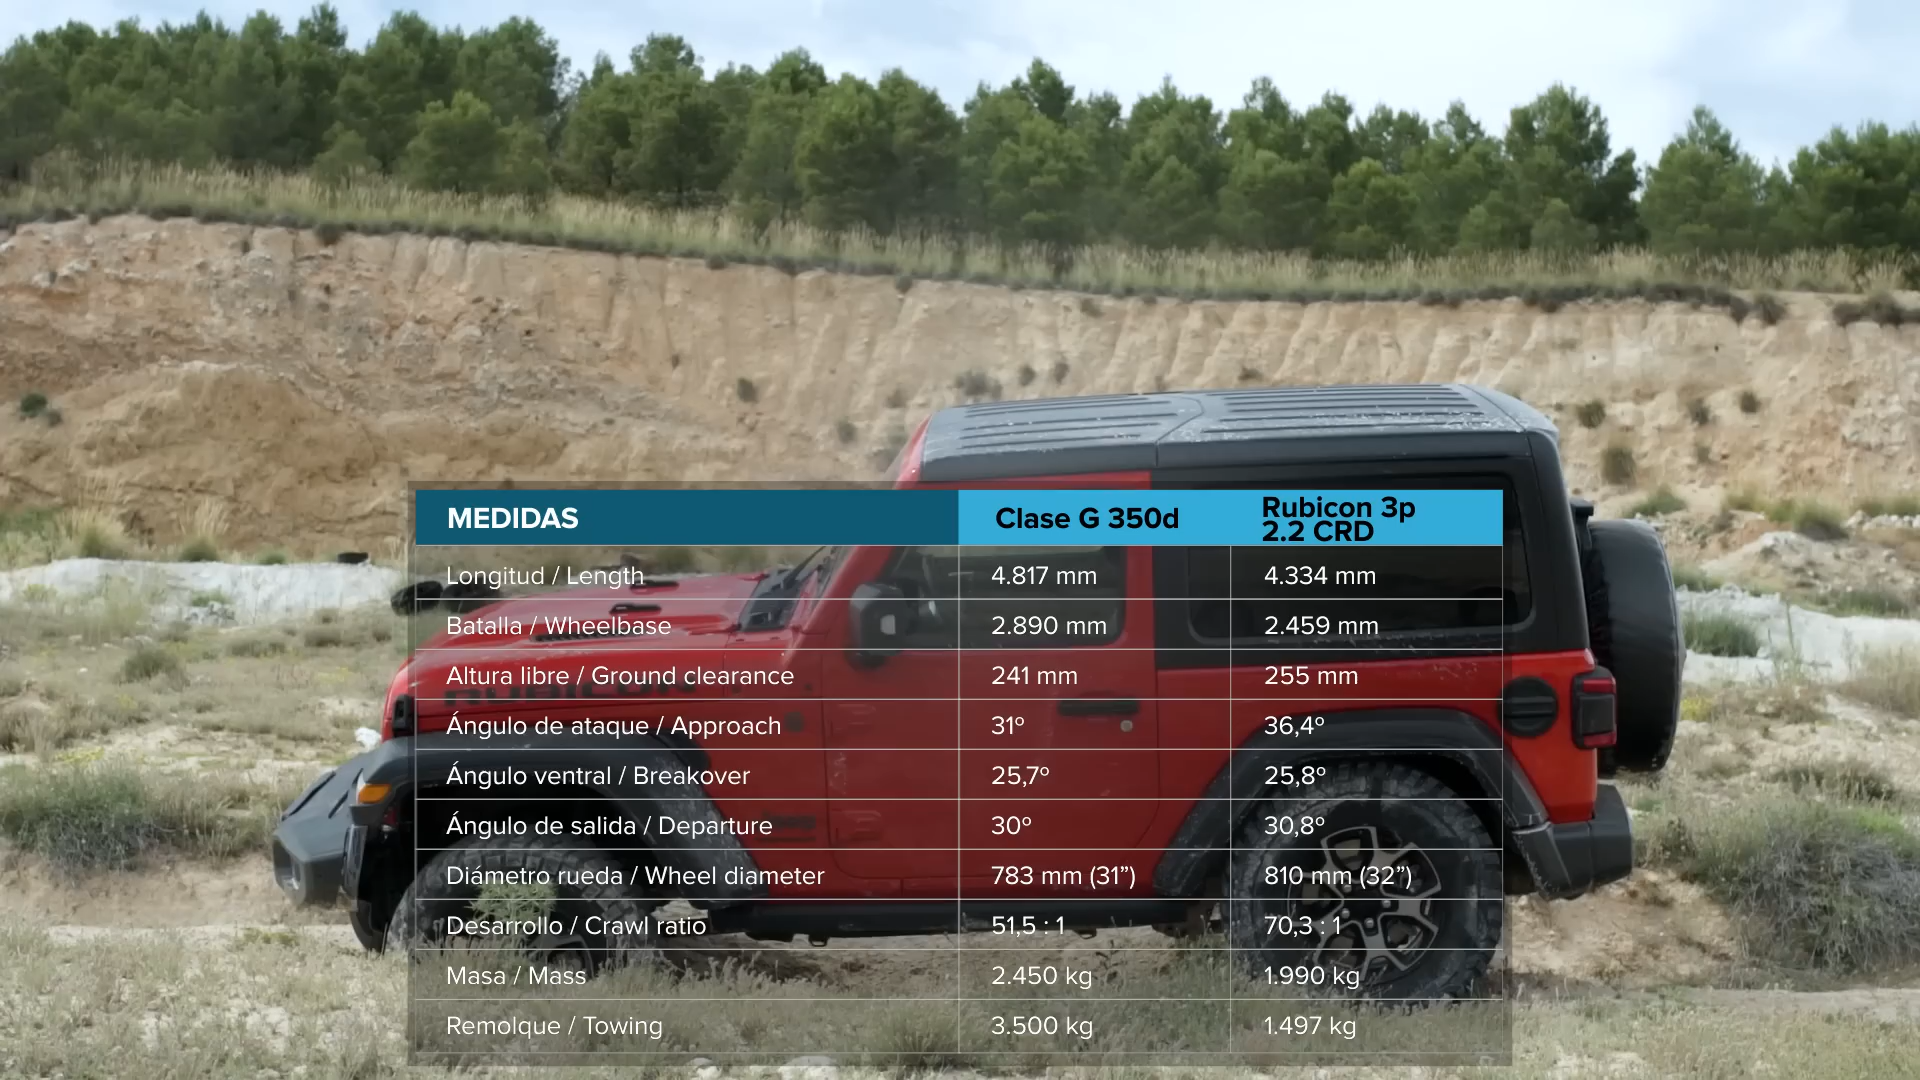 MEDIDAS Clase G 350d Rubicon 3p
2.2 CRD
Longitud / Length 4.817 mm 4.334 mm
Batalla / Wheelbase 2.890 mm 2.459 mm
Altura libre / Ground clearance 241 mm 255 mm
RUBICON
Ángulo de ataque / Approach 31º 36,4º
Ángulo ventral / Breakover 25,7º 25,8º
Ángulo de salida / Departure 30º 30,8º
Diámetro rueda / Wheel diameter 783 mm (31”) 810 mm (32”)
Desarrollo / Crawl ratio 51,5 : 1 70,3 : 1
Masa / Mass 2.450 kg 1.990 kg
Remolque / Towing 3.500 kg 1.497 kg